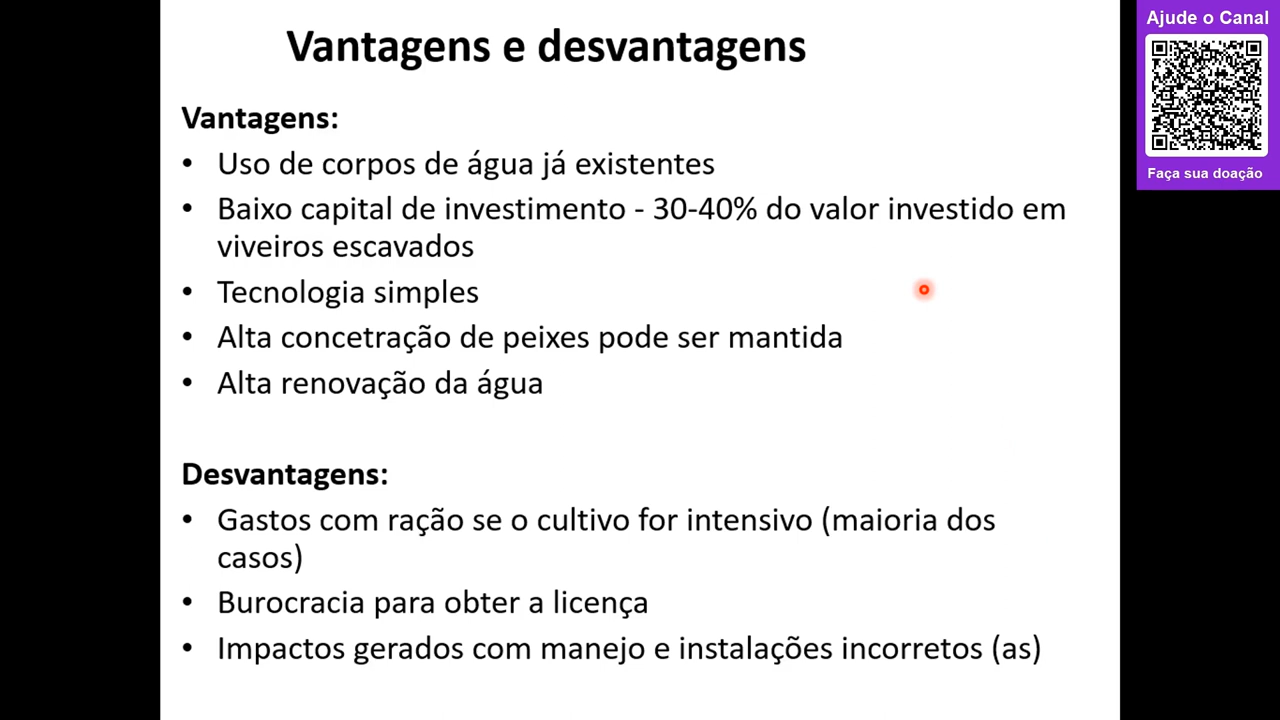 Vantagens e desvantagens
Ajude o Canal
Faça sua doação
Vantagens:
• Uso de corpos de água já existentes
• Baixo capital de investimento - 30-40% do valor investido em
viveiros escavados
• Tecnologia simples
• Alta concetração de peixes pode ser mantida
• Alta renovação da água
Desvantagens:
• Gastos com ração se o cultivo for intensivo (maioria dos
casos)
• Burocracia para obter a licença
• Impactos gerados com manejo e instalações incorretos (as)